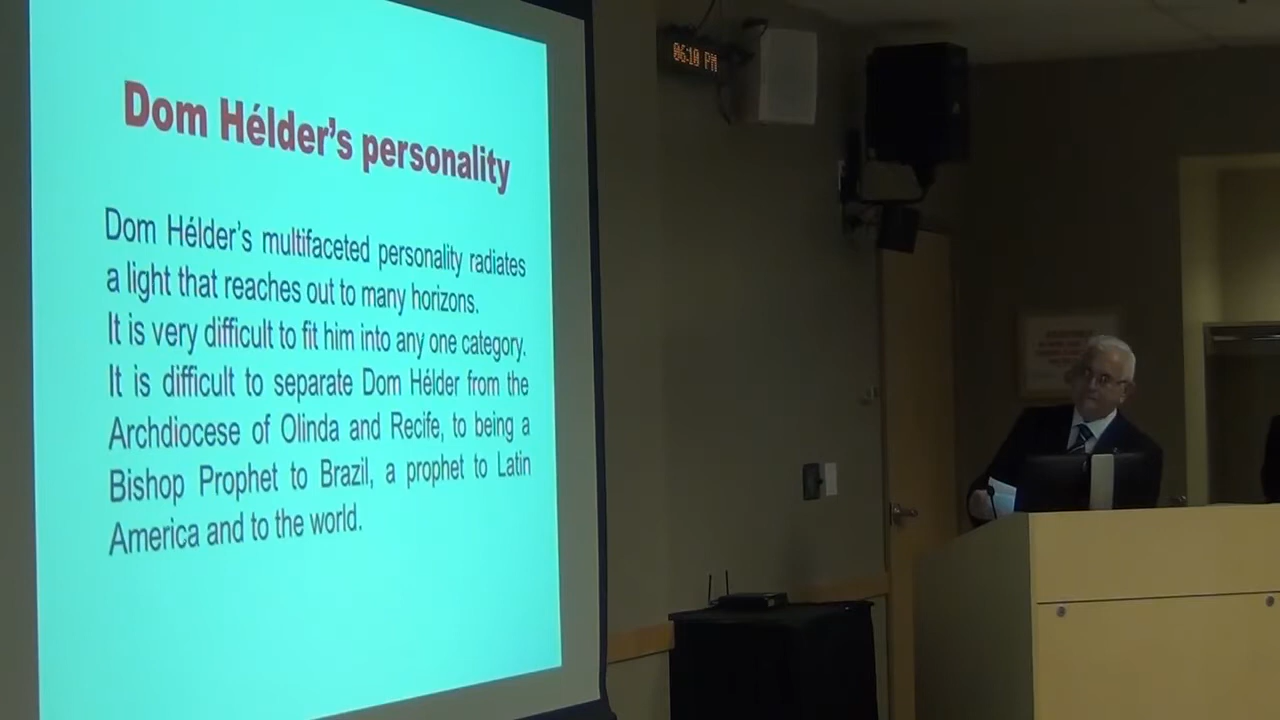 Dom Hélder's personality
Dom Hélder's multifaceted personality radiates
a light that reaches out to many horizons.
It is very difficult to fit him into any one category.
It is difficult to separate Dom Hélder from the
Archdiocese of Olinda and Recife, to being a
Bishop Prophet to Brazil, a prophet to Latin
America and to the world.
06:10 PM